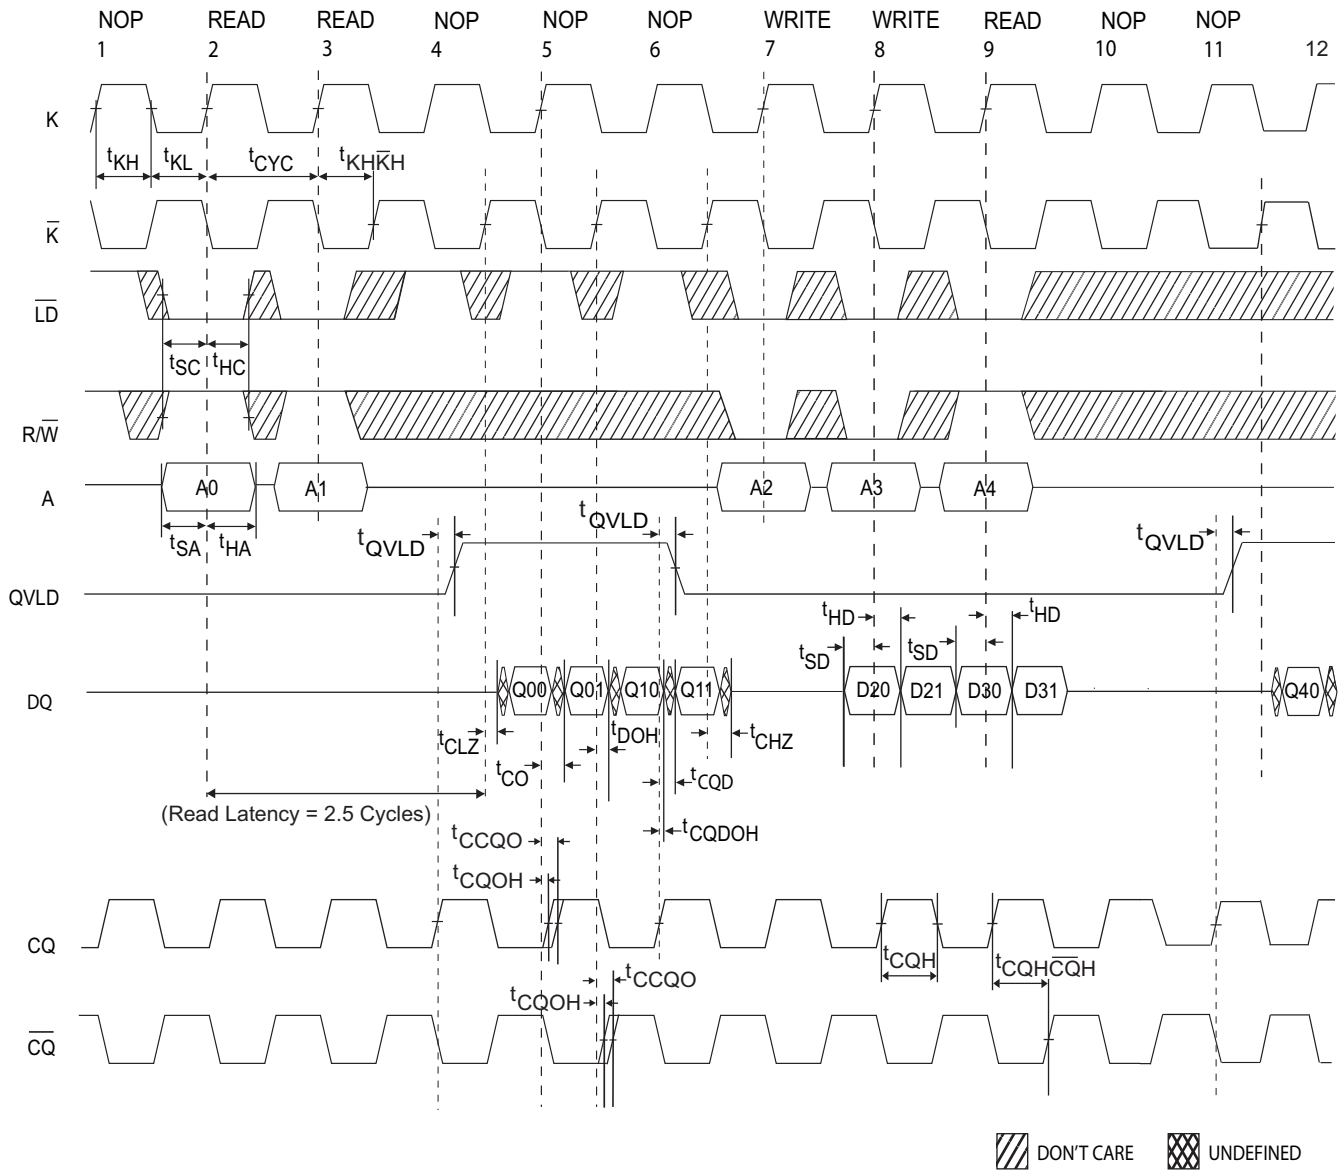 NOP READ READ NOP NOP NOP WRITE WRITE READ NOP NOP
1 2 3 4 5 6 7 8 9 10 11 12
K
tKH tKL tCYC tKHK̅H
K̅
L̅D̅
tSC tHC
R/W̅
A A0 A1 A2 A3 A4
tSA tHA tQVLD tQVLD tQVLD
QVLD
tHD tHD
tSD tSD
DQ Q00 Q01 Q10 Q11 D20 D21 D30 D31 Q40
tCLZ tDOH tCHZ
tCO tCQD
(Read Latency = 2.5 Cycles)
tCQDOH
tCCQO
tCQOH
CQ
tCQH tCQHC̅Q̅H
tCCQO
tCQOH
C̅Q̅
DON'T CARE UNDEFINED